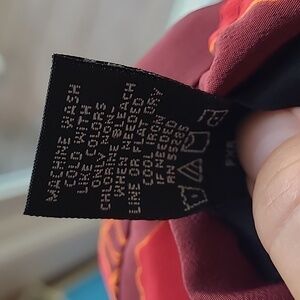 MACHINE WASH
COLD WITH
LIKE COLORS
ONLY NON-
CHLORINE BLEACH
WHEN NEEDED
LINE OR FLAT DRY
COOL IRON
IF NEEDED
RN 55285